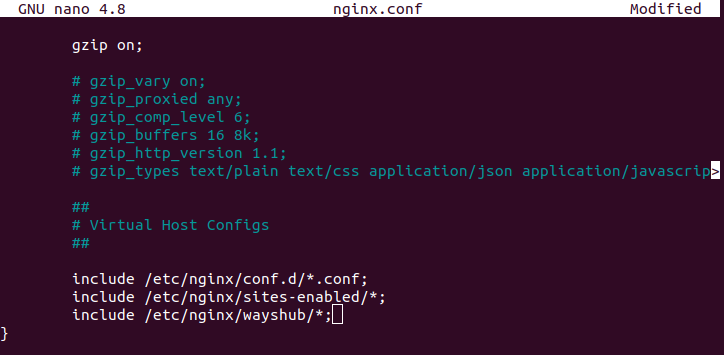 GNU nano 4.8 nginx.conf Modified
gzip on;
# gzip_vary on;
# gzip_proxied any;
# gzip_comp_level 6;
# gzip_buffers 16 8k;
# gzip_http_version 1.1;
# gzip_types text/plain text/css application/json application/javascrip>
##
# Virtual Host Configs
##
include /etc/nginx/conf.d/*.conf;
include /etc/nginx/sites-enabled/*;
include /etc/nginx/wayshub/*;
}